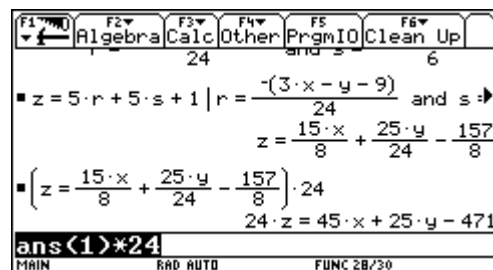 F1 F2 F3 F4 F5 F6
Algebra Calc Other PrgmIO Clean Up
24 and s = 6
z = 5·r + 5·s + 1 | r = -(3·x - y - 9)/24 and s =
z = 15·x/8 + 25·y/24 - 157/8
(z = 15·x/8 + 25·y/24 - 157/8)·24
24·z = 45·x + 25·y - 471
ans(1)*24
MAIN RAD AUTO FUNC 28/30